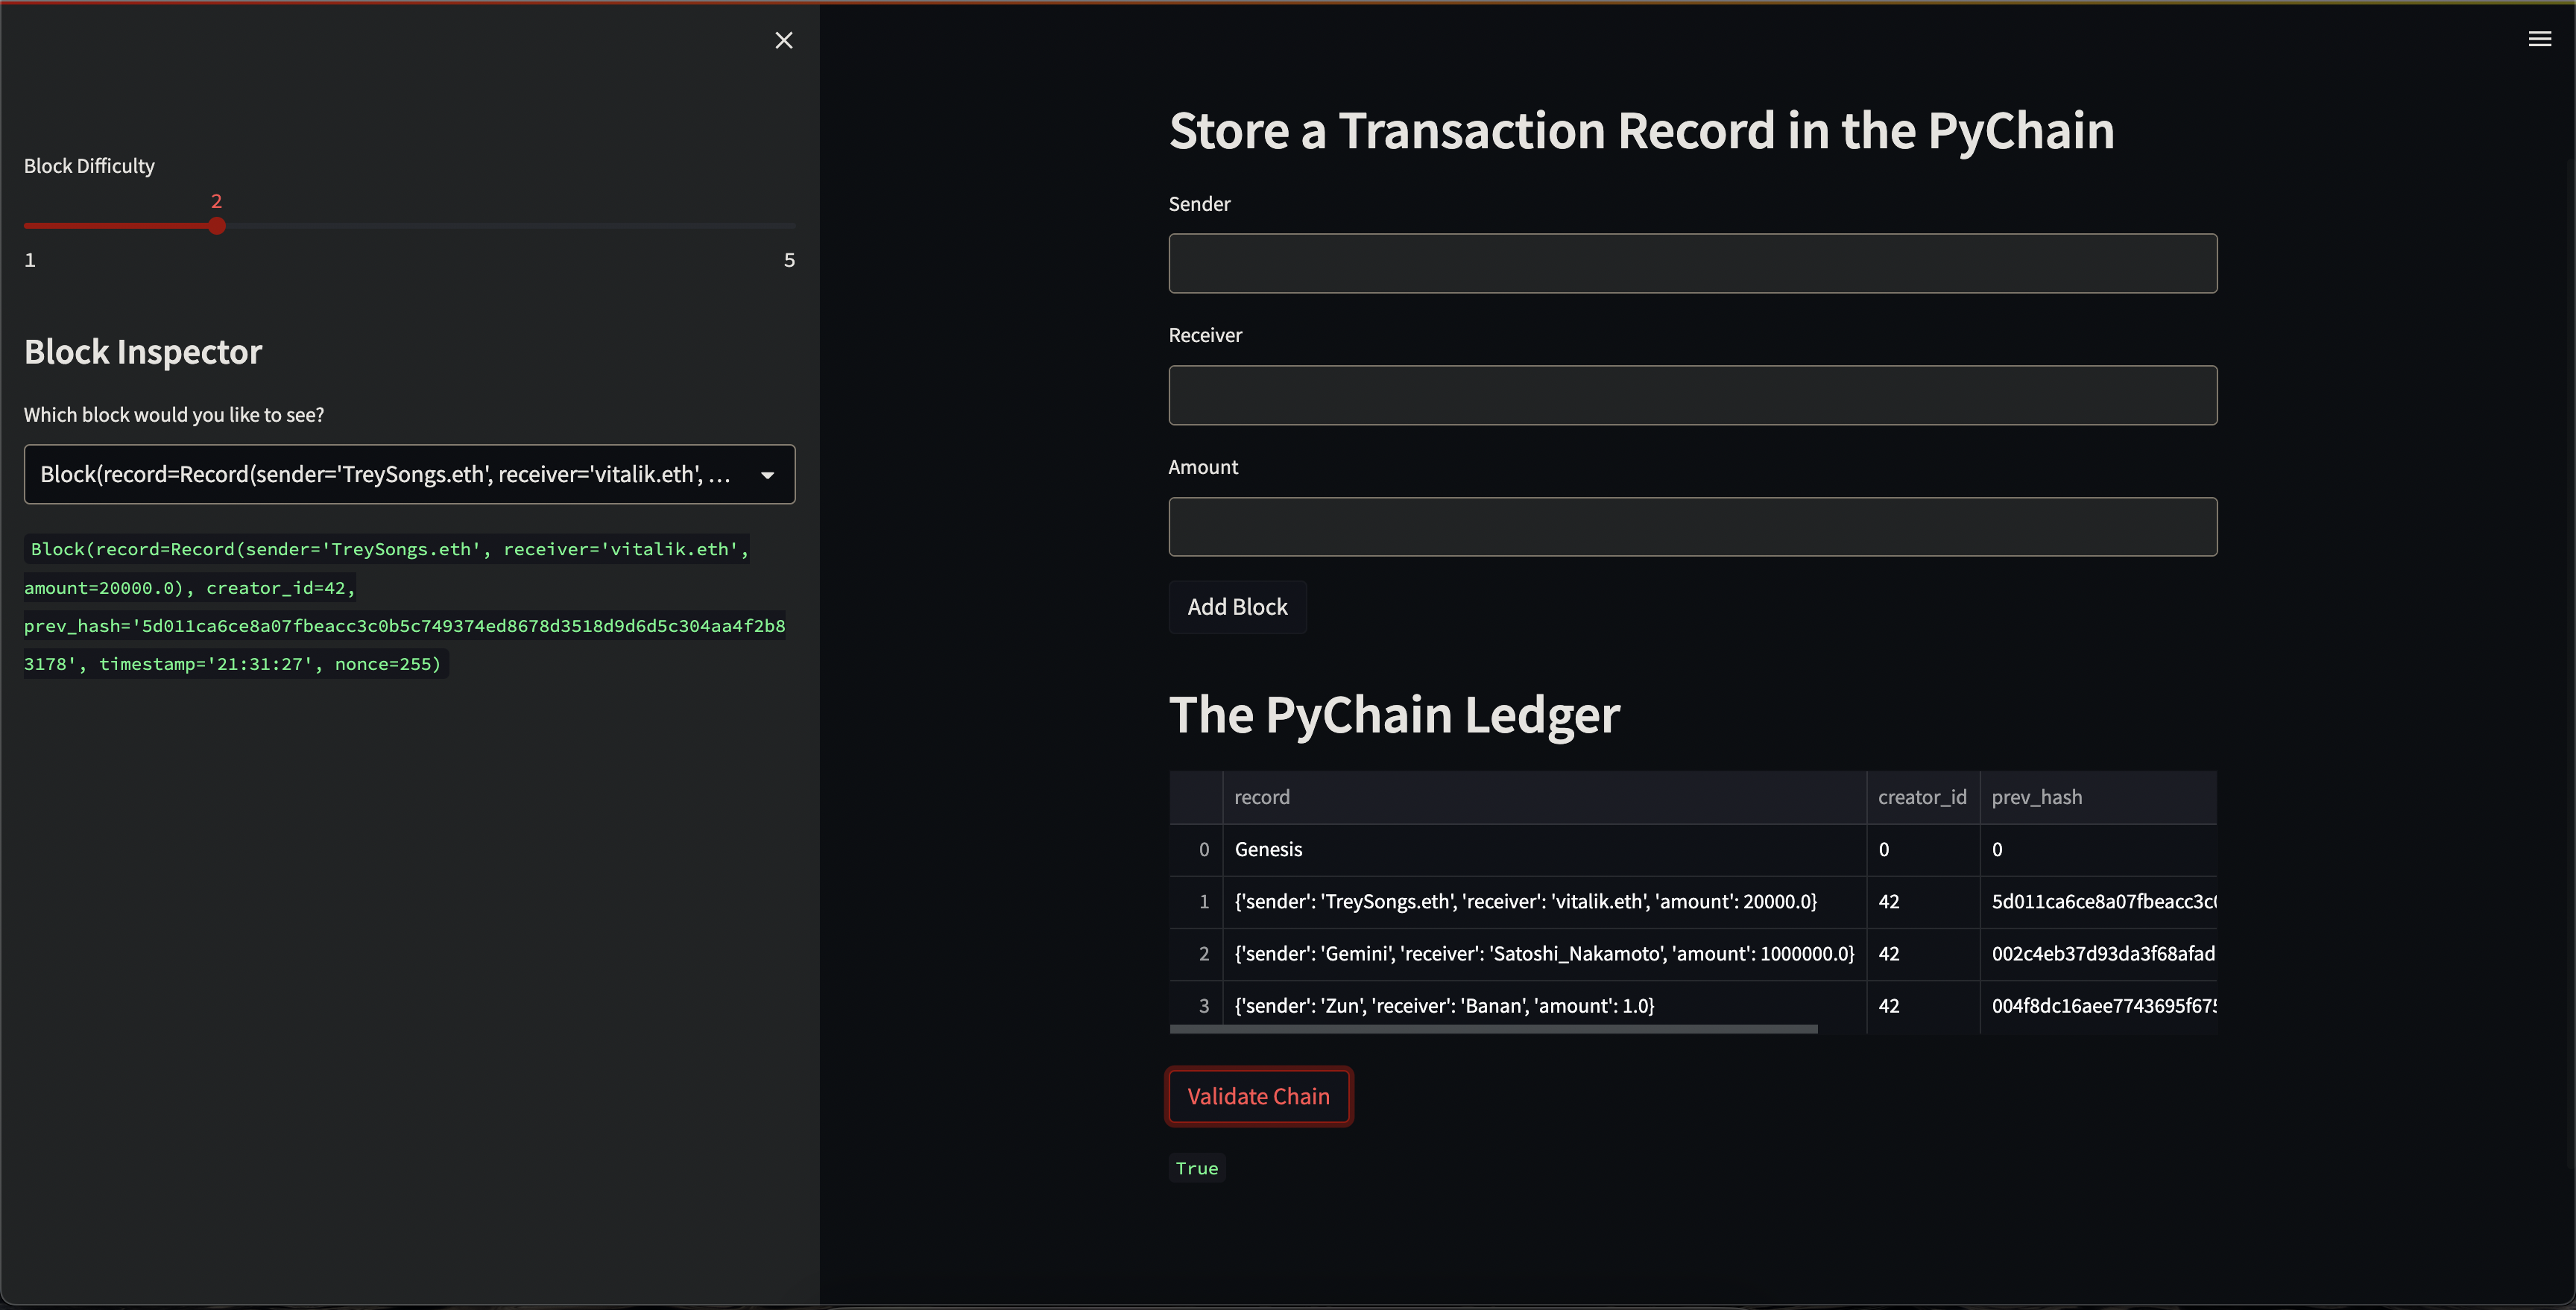 Block Difficulty
2
1 5
Block Inspector
Which block would you like to see?
Block(record=Record(sender='TreySongs.eth', receiver='vitalik.eth', ...
Block(record=Record(sender='TreySongs.eth', receiver='vitalik.eth',
amount=20000.0), creator_id=42,
prev_hash='5d011ca6ce8a07fbeacc3c0b5c749374ed8678d3518d9d6d5c304aa4f2b8
3178', timestamp='21:31:27', nonce=255)
Store a Transaction Record in the PyChain
Sender
Receiver
Amount
Add Block
The PyChain Ledger
record creator_id prev_hash
0 Genesis 0 0
1 {'sender': 'TreySongs.eth', 'receiver': 'vitalik.eth', 'amount': 20000.0} 42 5d011ca6ce8a07fbeacc3c0
2 {'sender': 'Gemini', 'receiver': 'Satoshi_Nakamoto', 'amount': 1000000.0} 42 002c4eb37d93da3f68afad
3 {'sender': 'Zun', 'receiver': 'Banan', 'amount': 1.0} 42 004f8dc16aee7743695f675
Validate Chain
True